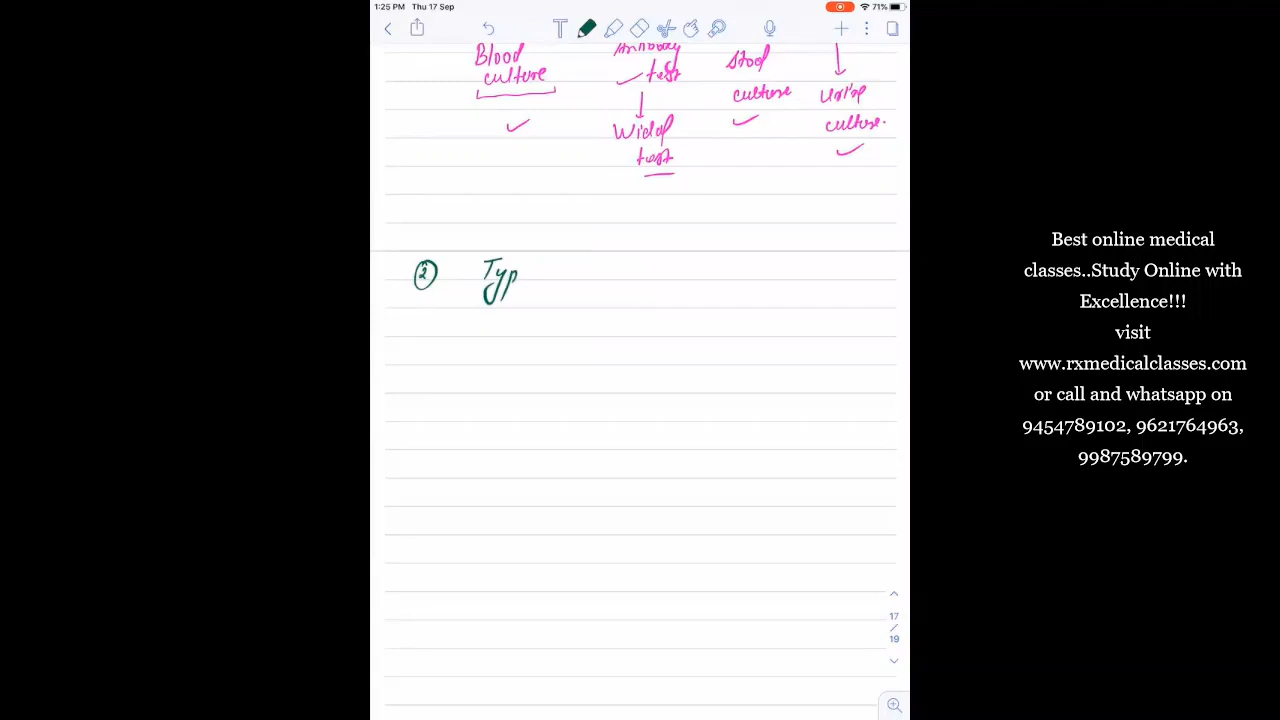 1:25 PM Thu 17 Sep
71%
Blood culture
Antibody test
Widal test
Stool culture
Urine culture.
2 Typ
17
/
19
Best online medical
classes..Study Online with
Excellence!!!
visit
www.rxmedicalclasses.com
or call and whatsapp on
9454789102, 9621764963,
9987589799.